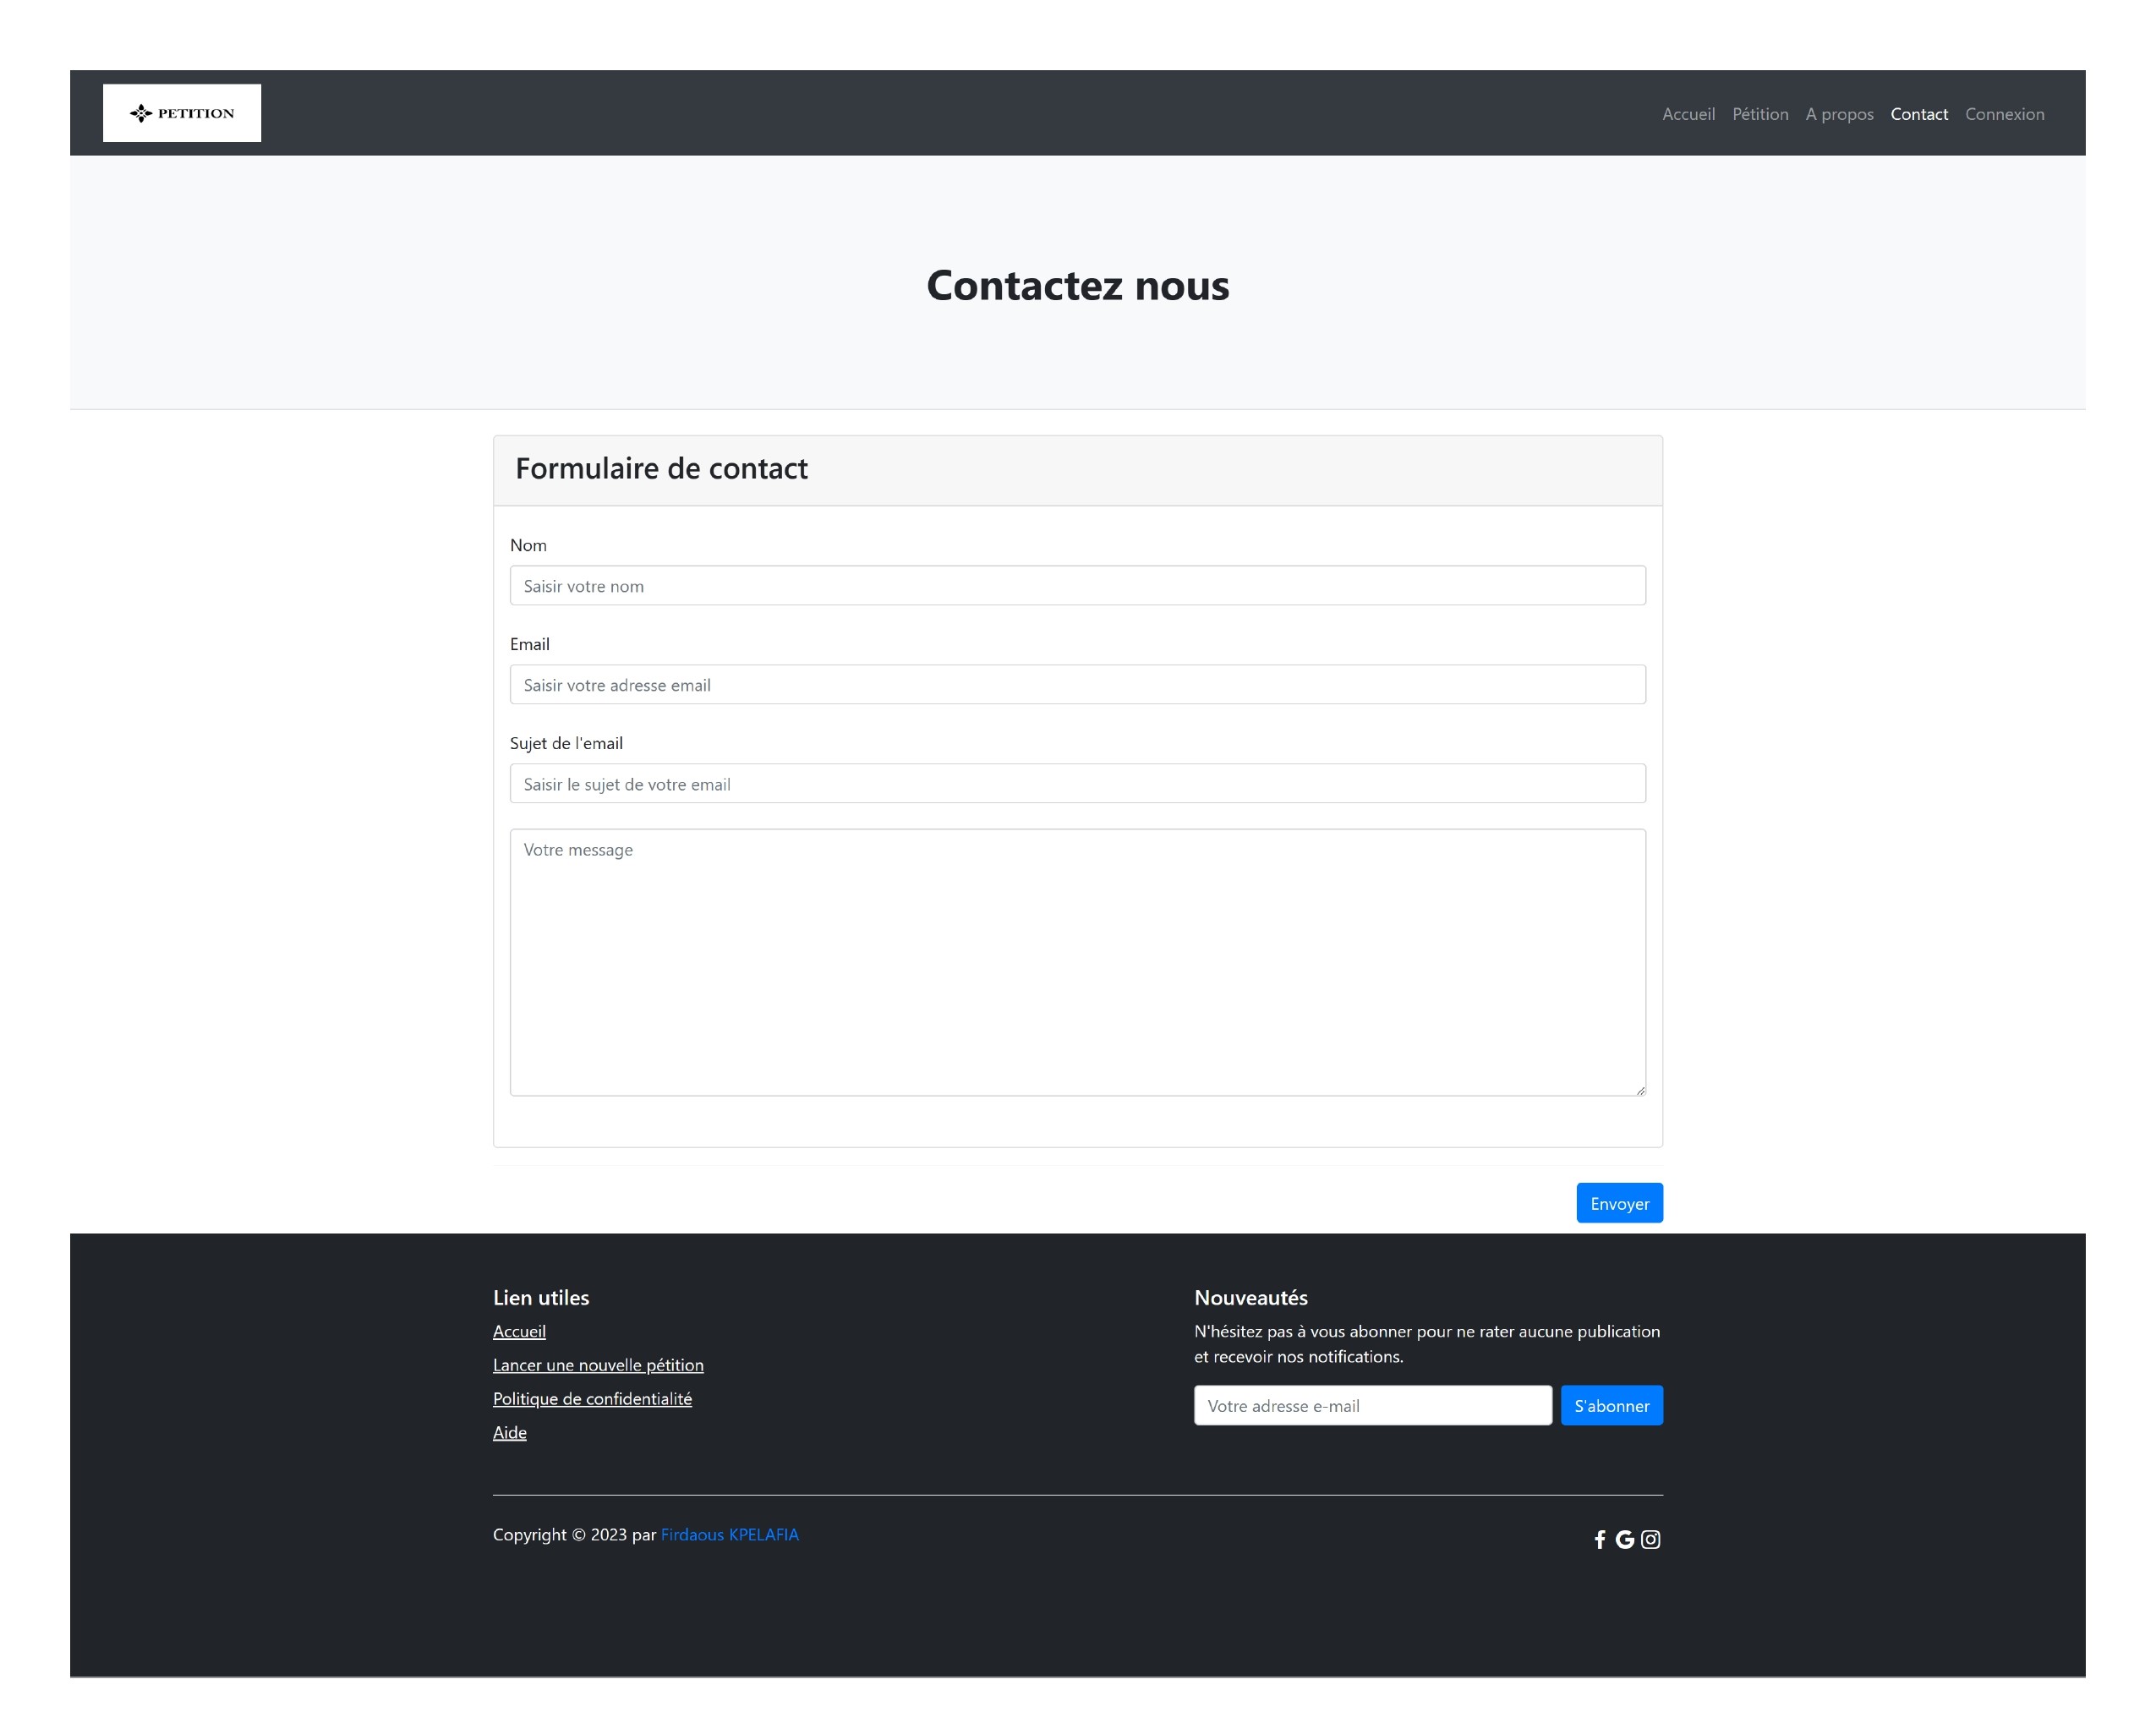 PETITION
Accueil Pétition A propos Contact Connexion
Contactez nous
Formulaire de contact
Nom
Saisir votre nom
Email
Saisir votre adresse email
Sujet de l'email
Saisir le sujet de votre email
Votre message
Envoyer
Lien utiles
Accueil
Lancer une nouvelle pétition
Politique de confidentialité
Aide
Nouveautés
N'hésitez pas à vous abonner pour ne rater aucune publication
et recevoir nos notifications.
Votre adresse e-mail
S'abonner
Copyright © 2023 par Firdaous KPELAFIA